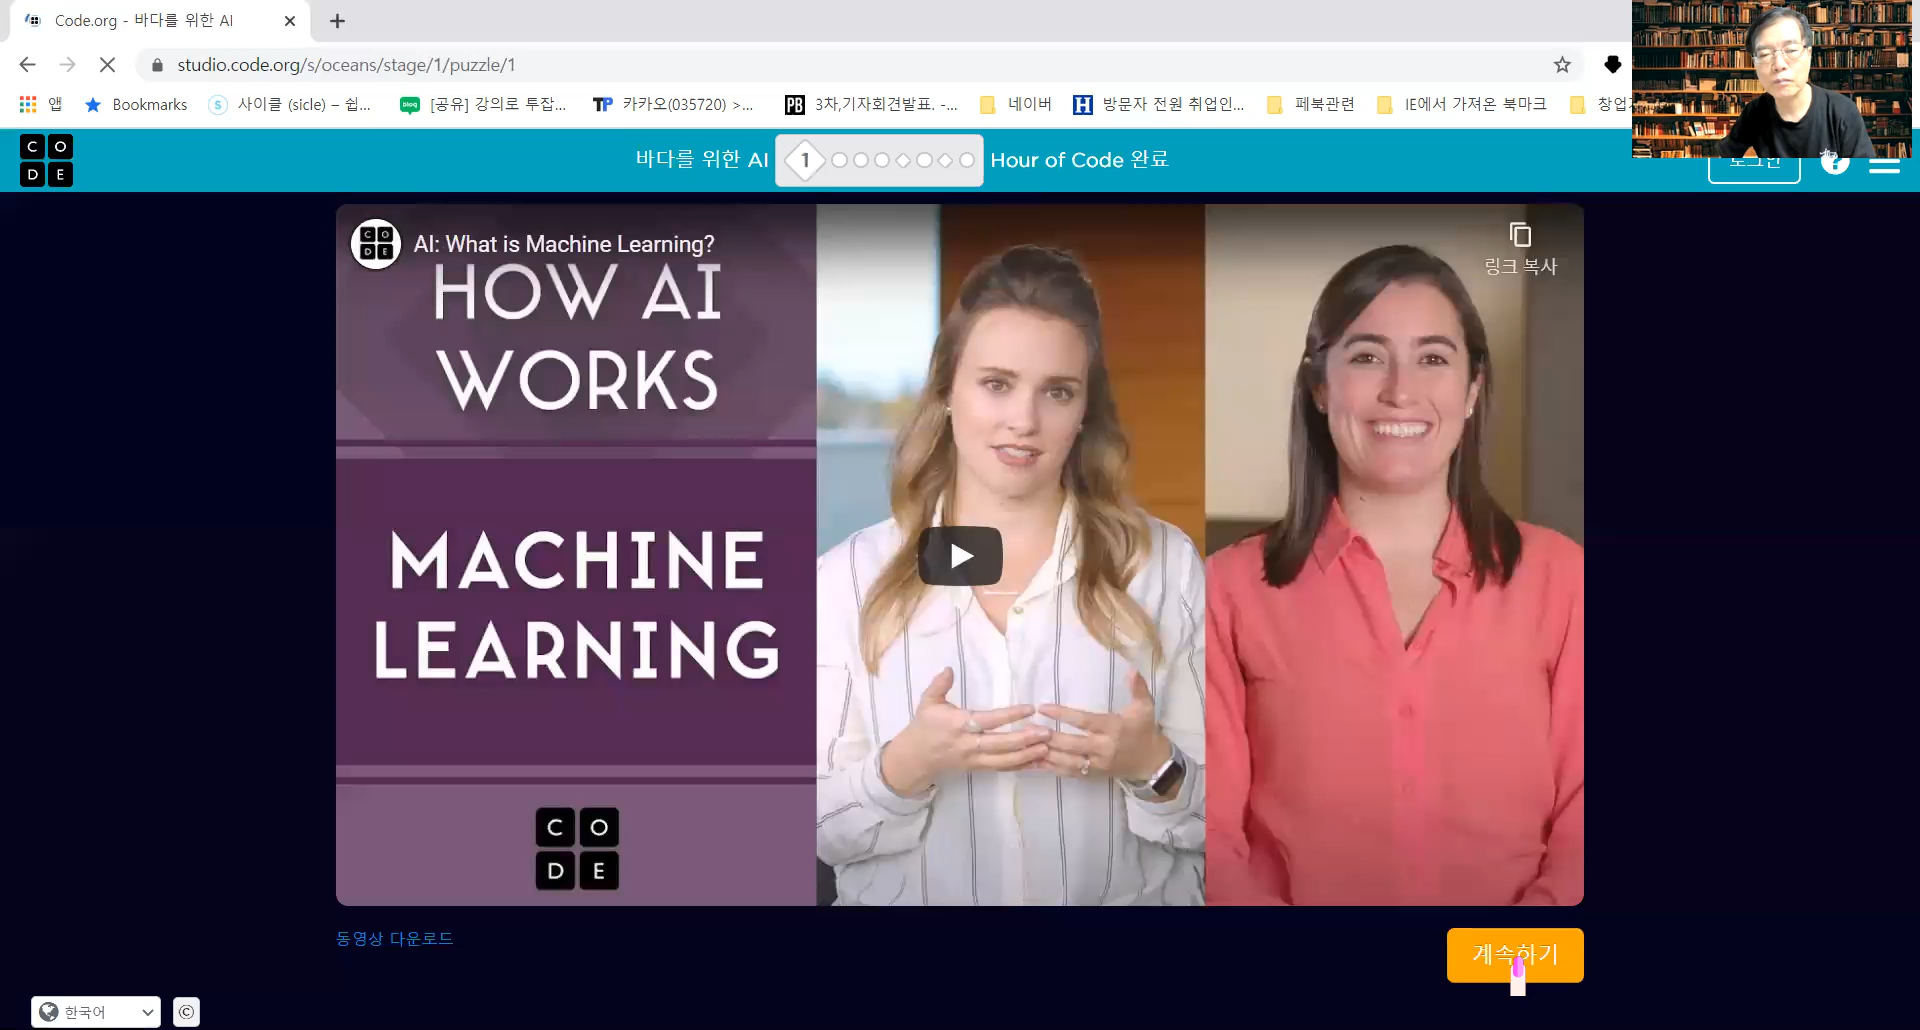 Code.org - 바다를 위한 AI
studio.code.org/s/oceans/stage/1/puzzle/1
앱 Bookmarks 사이클 (sicle) – 쉽... [공유] 강의로 투잡... 카카오(035720) >... 3차,기자회견발표. -... 네이버 방문자 전원 취업인... 페북관련 IE에서 가져온 북마크
CODE
바다를 위한 AI 1 Hour of Code 완료
로그인
AI: What is Machine Learning?
링크 복사
HOW AI
WORKS
MACHINE
LEARNING
C O
D E
동영상 다운로드
계속하기
한국어